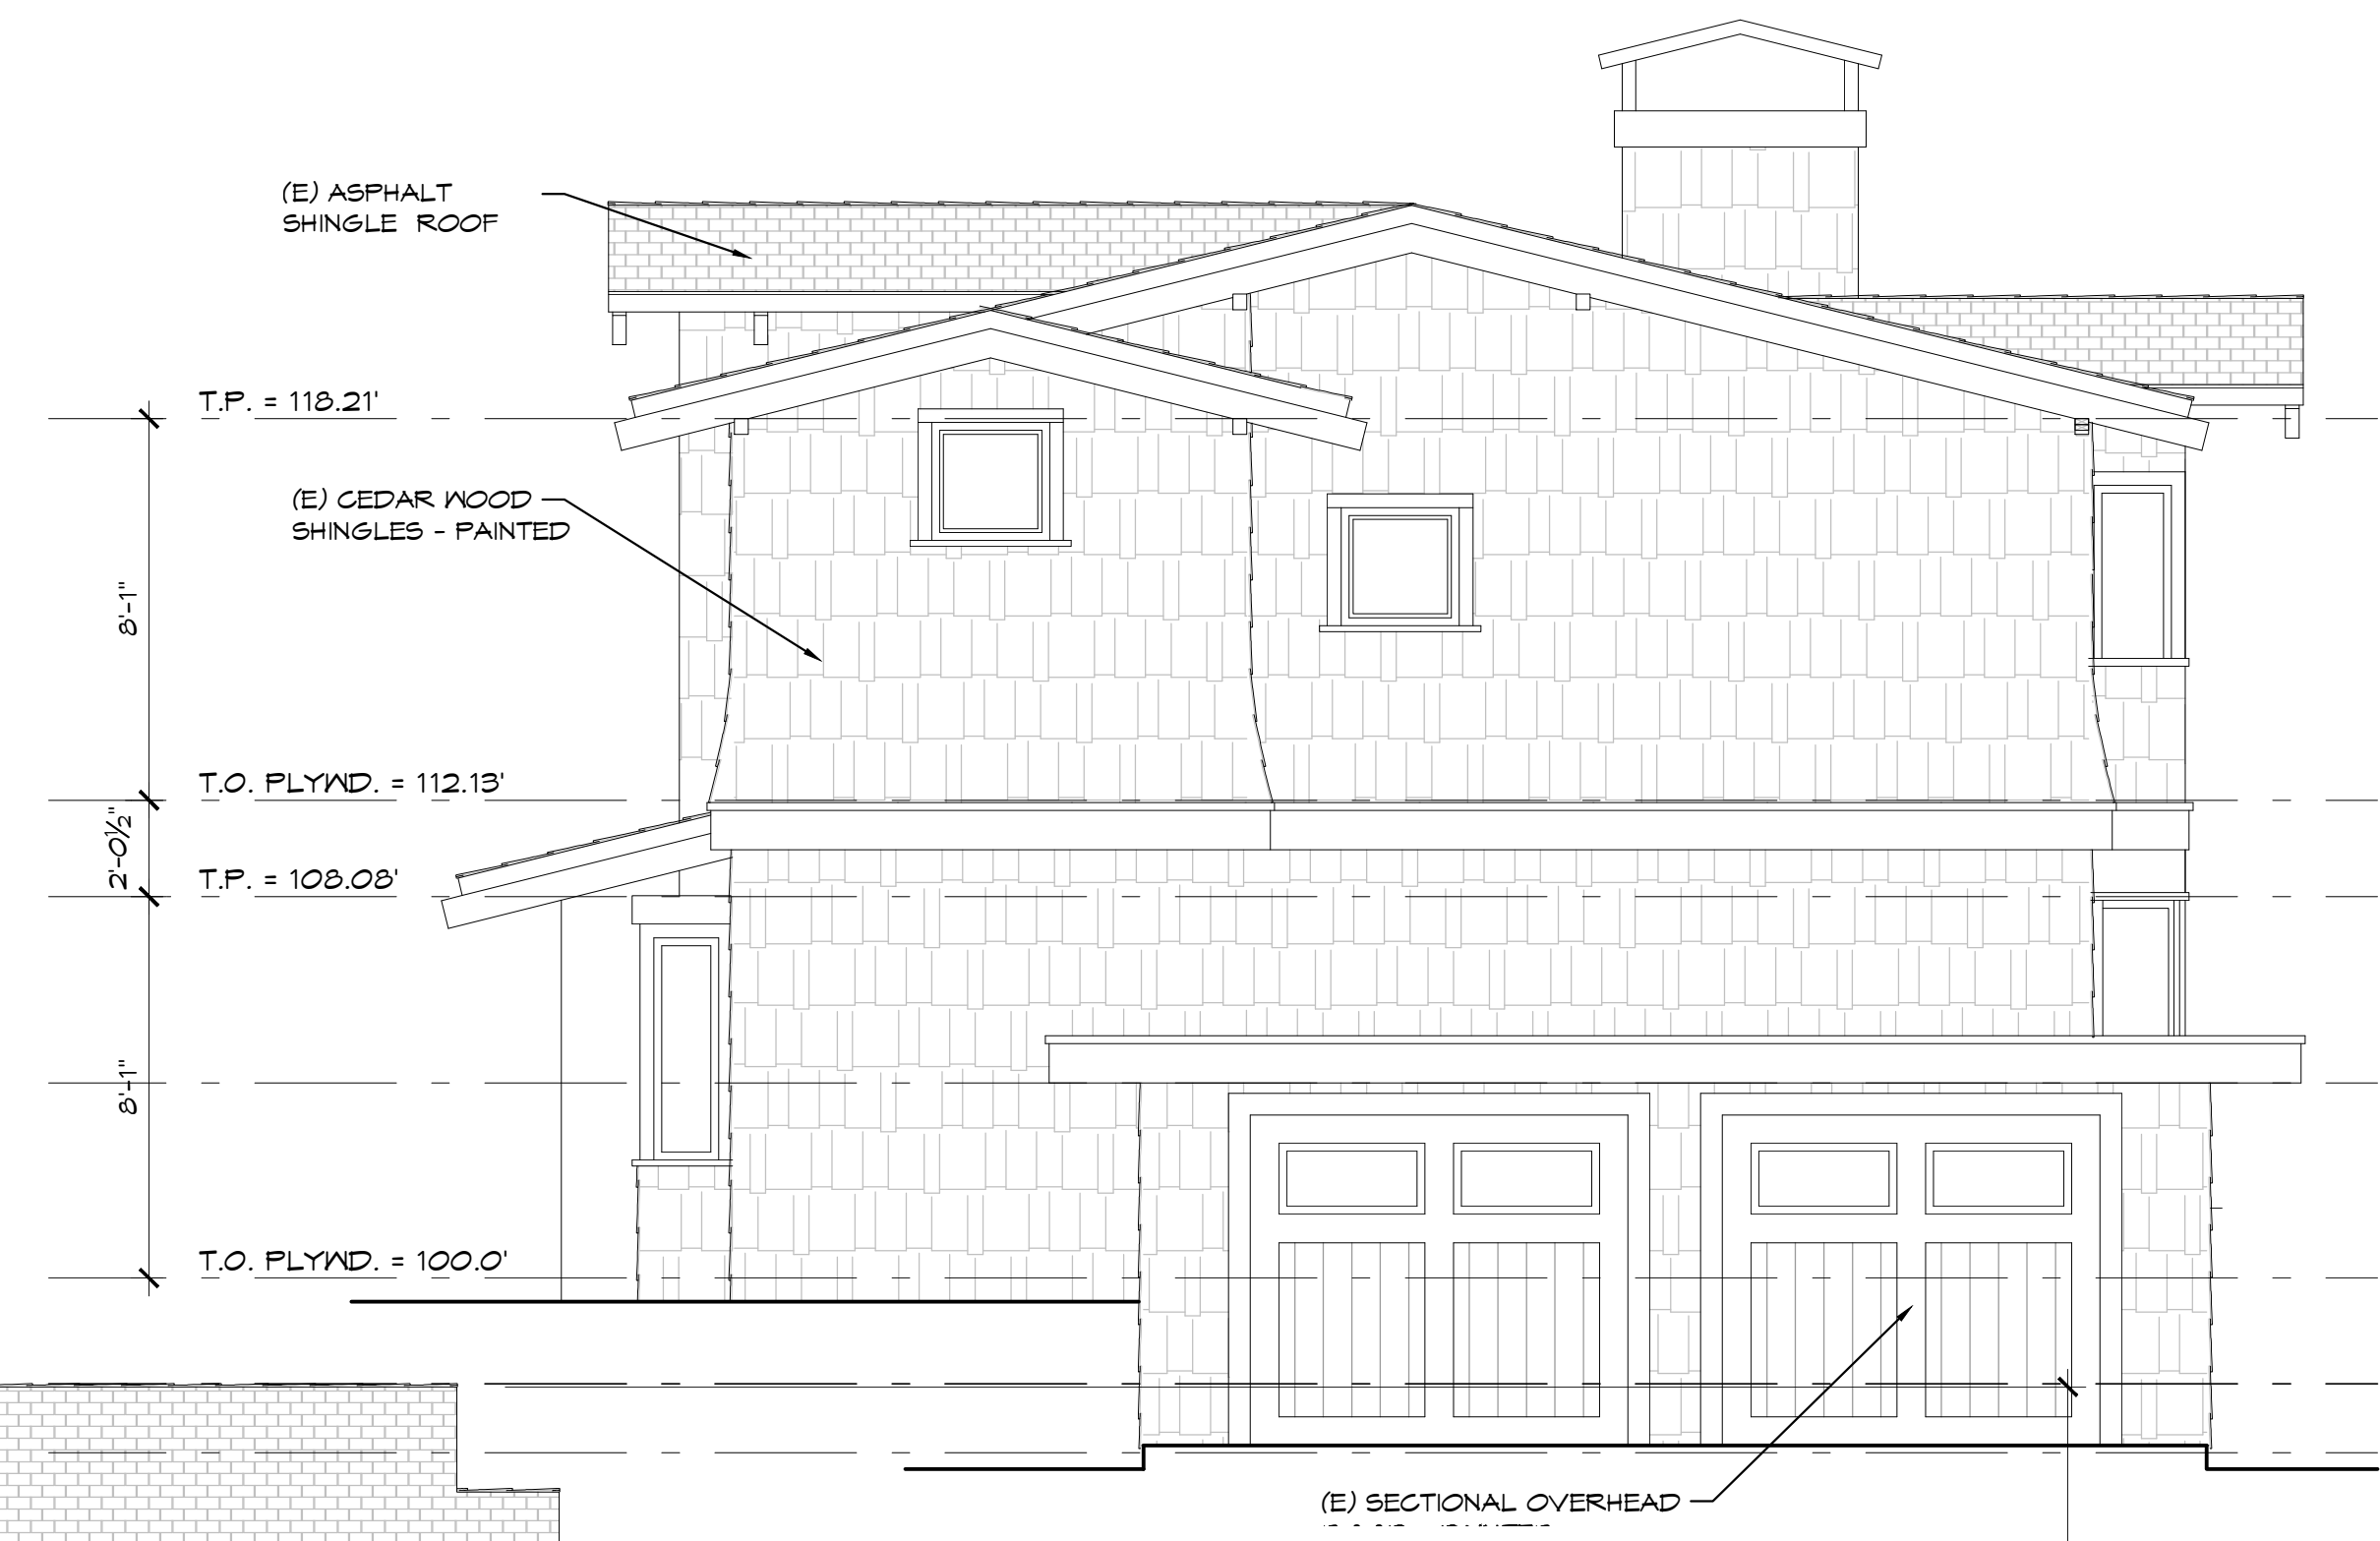 (E) ASPHALT
SHINGLE ROOF
T.P. = 118.21'
(E) CEDAR WOOD
SHINGLES - PAINTED
8'-1"
T.O. PLYWD. = 112.13'
2'-0½"
T.P. = 108.08'
8'-1"
T.O. PLYWD. = 100.0'
(E) SECTIONAL OVERHEAD